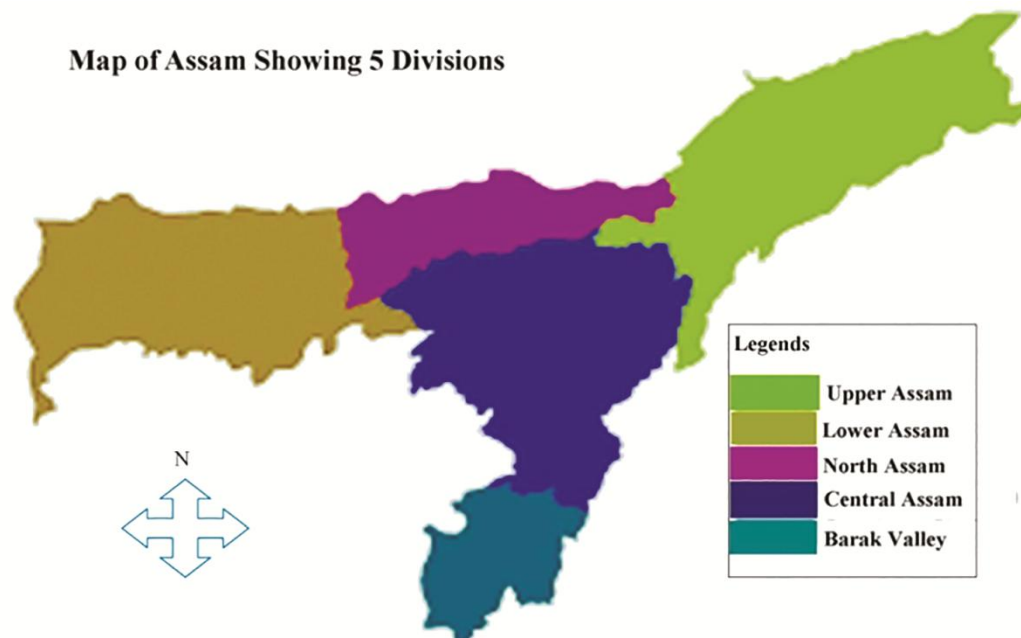 Map of Assam Showing 5 Divisions
Legends
Upper Assam
Lower Assam
North Assam
Central Assam
Barak Valley
N